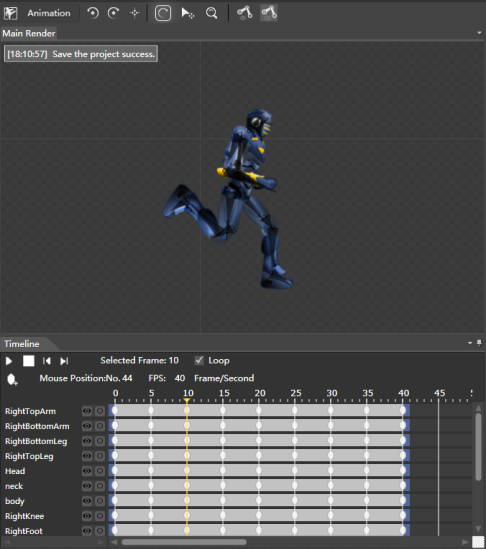 Animation
Main Render
[18:10:57] Save the project success.
Timeline
Selected Frame: 10 Loop
Mouse Position:No. 44 FPS: 40 Frame/Second
0 5 10 15 20 25 30 35 40 45
RightTopArm
RightBottomArm
RightBottomLeg
RightTopLeg
Head
neck
body
RightKnee
RightFoot